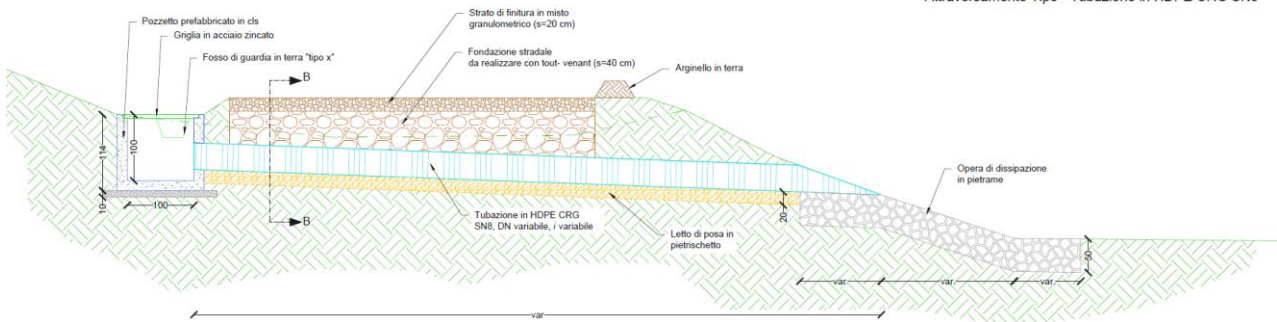 Attraversamento Tipo - Tubazione in HDPE CRG SN8
Pozzetto prefabbricato in cls
Griglia in acciaio zincato
Fosso di guardia in terra "tipo x"
B
Strato di finitura in misto
granulometrico (s=20 cm)
Fondazione stradale
da realizzare con tout- venant (s=40 cm)
Arginello in terra
114
100
10
100
B
Tubazione in HDPE CRG
SN8, DN variabile, i variabile
Letto di posa in
pietrischetto
20
Opera di dissipazione
in pietrame
50
var.
var.
var.
var